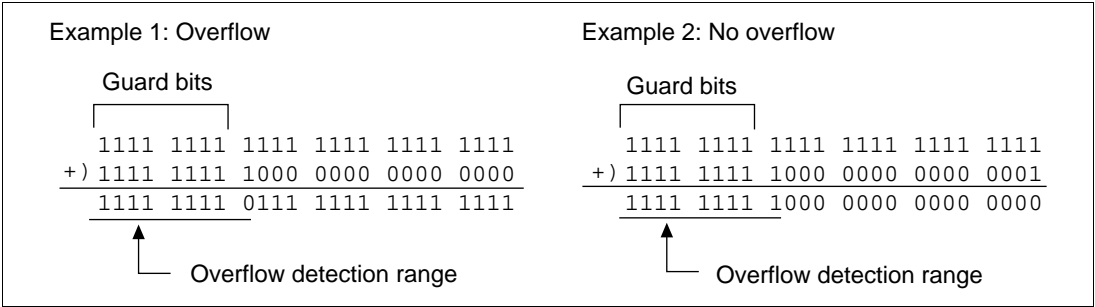 Example 1: Overflow
Guard bits
1111 1111 1111 1111 1111 1111
+) 1111 1111 1000 0000 0000 0000
1111 1111 0111 1111 1111 1111
Overflow detection range
Example 2: No overflow
Guard bits
1111 1111 1111 1111 1111 1111
+) 1111 1111 1000 0000 0000 0001
1111 1111 1000 0000 0000 0000
Overflow detection range